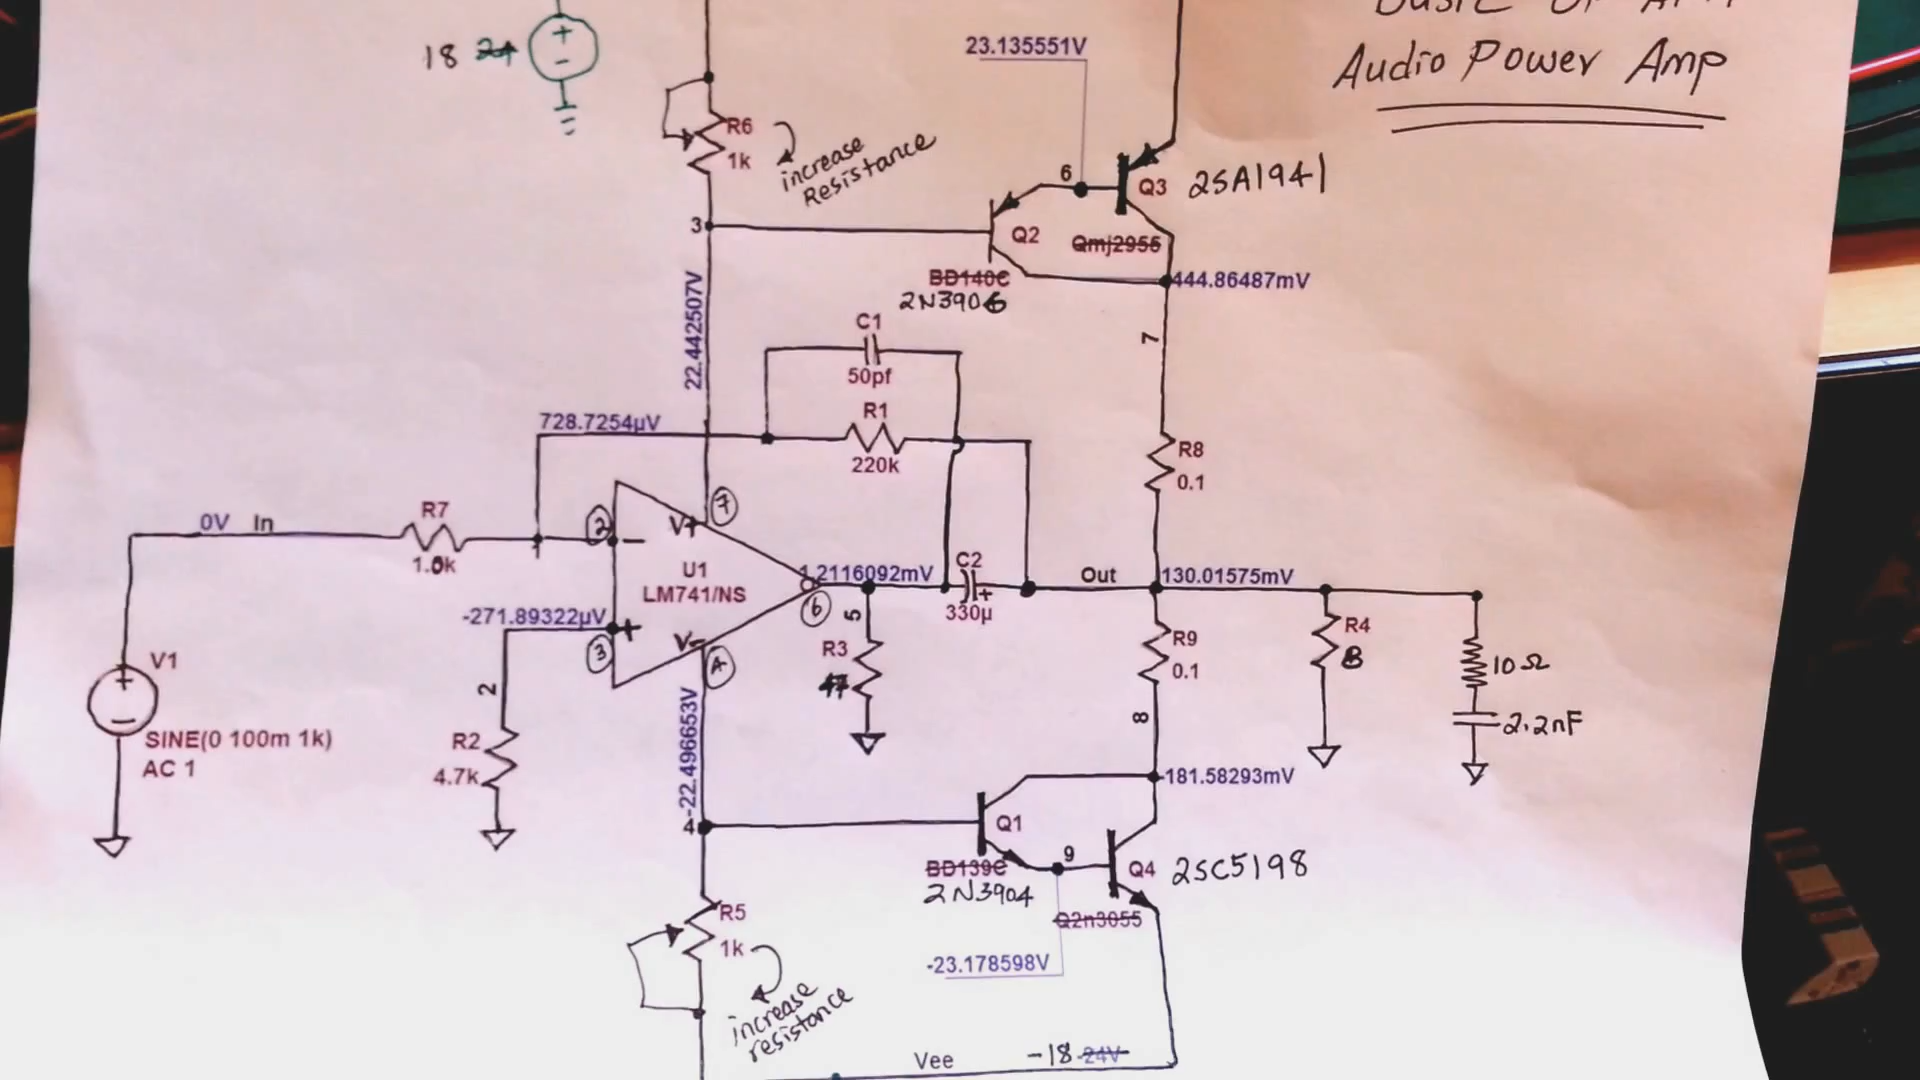 Basic Op Amp
Audio Power Amp
18 24
+
-
23.135551V
R6
1k
increase
Resistance
6
Q3
2SA1941
3
Q2
Qmj2955
BD140C
2N3906
444.86487mV
22.442507V
C1
50pf
7
728.7254µV
R1
220k
R8
0.1
7
V+
0V In
R7
1.0k
2
-
U1
LM741/NS
1.2116092mV
C2
+
330µ
Out
130.01575mV
6
5
-271.89322µV
+
3
V-
4
R3
47
R9
0.1
R4
8
10Ω
2.2nF
V1
+
-
SINE(0 100m 1k)
AC 1
2
R2
4.7k
-22.496653V
8
-181.58293mV
4
Q1
BD139C
2N3904
9
Q4
2SC5198
Q2n3055
R5
1k
-23.178598V
increase
resistance
Vee
-18 -24V